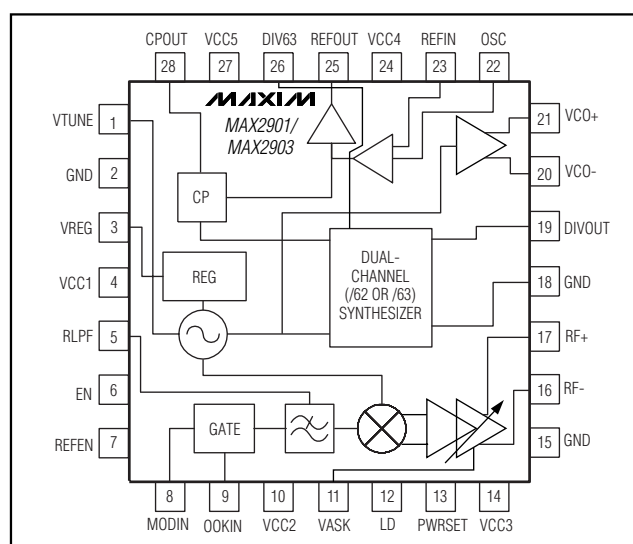 CPOUT VCC5 DIV63 REFOUT VCC4 REFIN OSC
28 27 26 25 24 23 22
MAXIM
MAX2901/
MAX2903
VTUNE 1
GND 2
VREG 3
VCC1 4
RLPF 5
EN 6
REFEN 7
21 VCO+
20 VCO-
19 DIVOUT
18 GND
17 RF+
16 RF-
15 GND
CP
REG
DUAL-
CHANNEL
(/62 OR /63)
SYNTHESIZER
GATE
8 9 10 11 12 13 14
MODIN OOKIN VCC2 VASK LD PWRSET VCC3